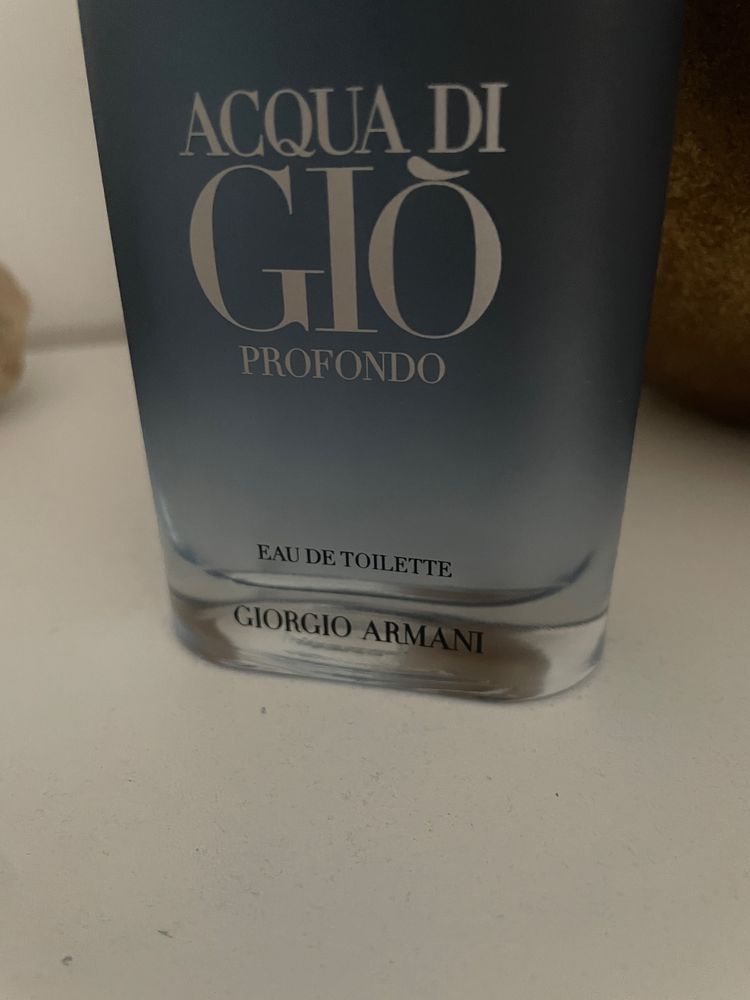 ACQUA DI
GIÒ
PROFONDO
EAU DE TOILETTE
GIORGIO ARMANI